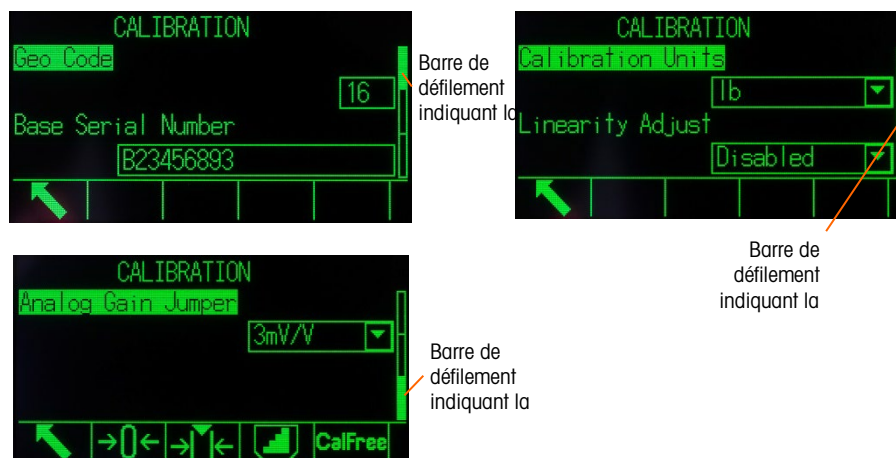 CALIBRATION
Geo Code
16
Base Serial Number
B23456893
Barre de
défilement
indiquant la
CALIBRATION
Calibration Units
lb
Linearity Adjust
Disabled
Barre de
défilement
indiquant la
CALIBRATION
Analog Gain Jumper
3mV/V
CalFree
Barre de
défilement
indiquant la